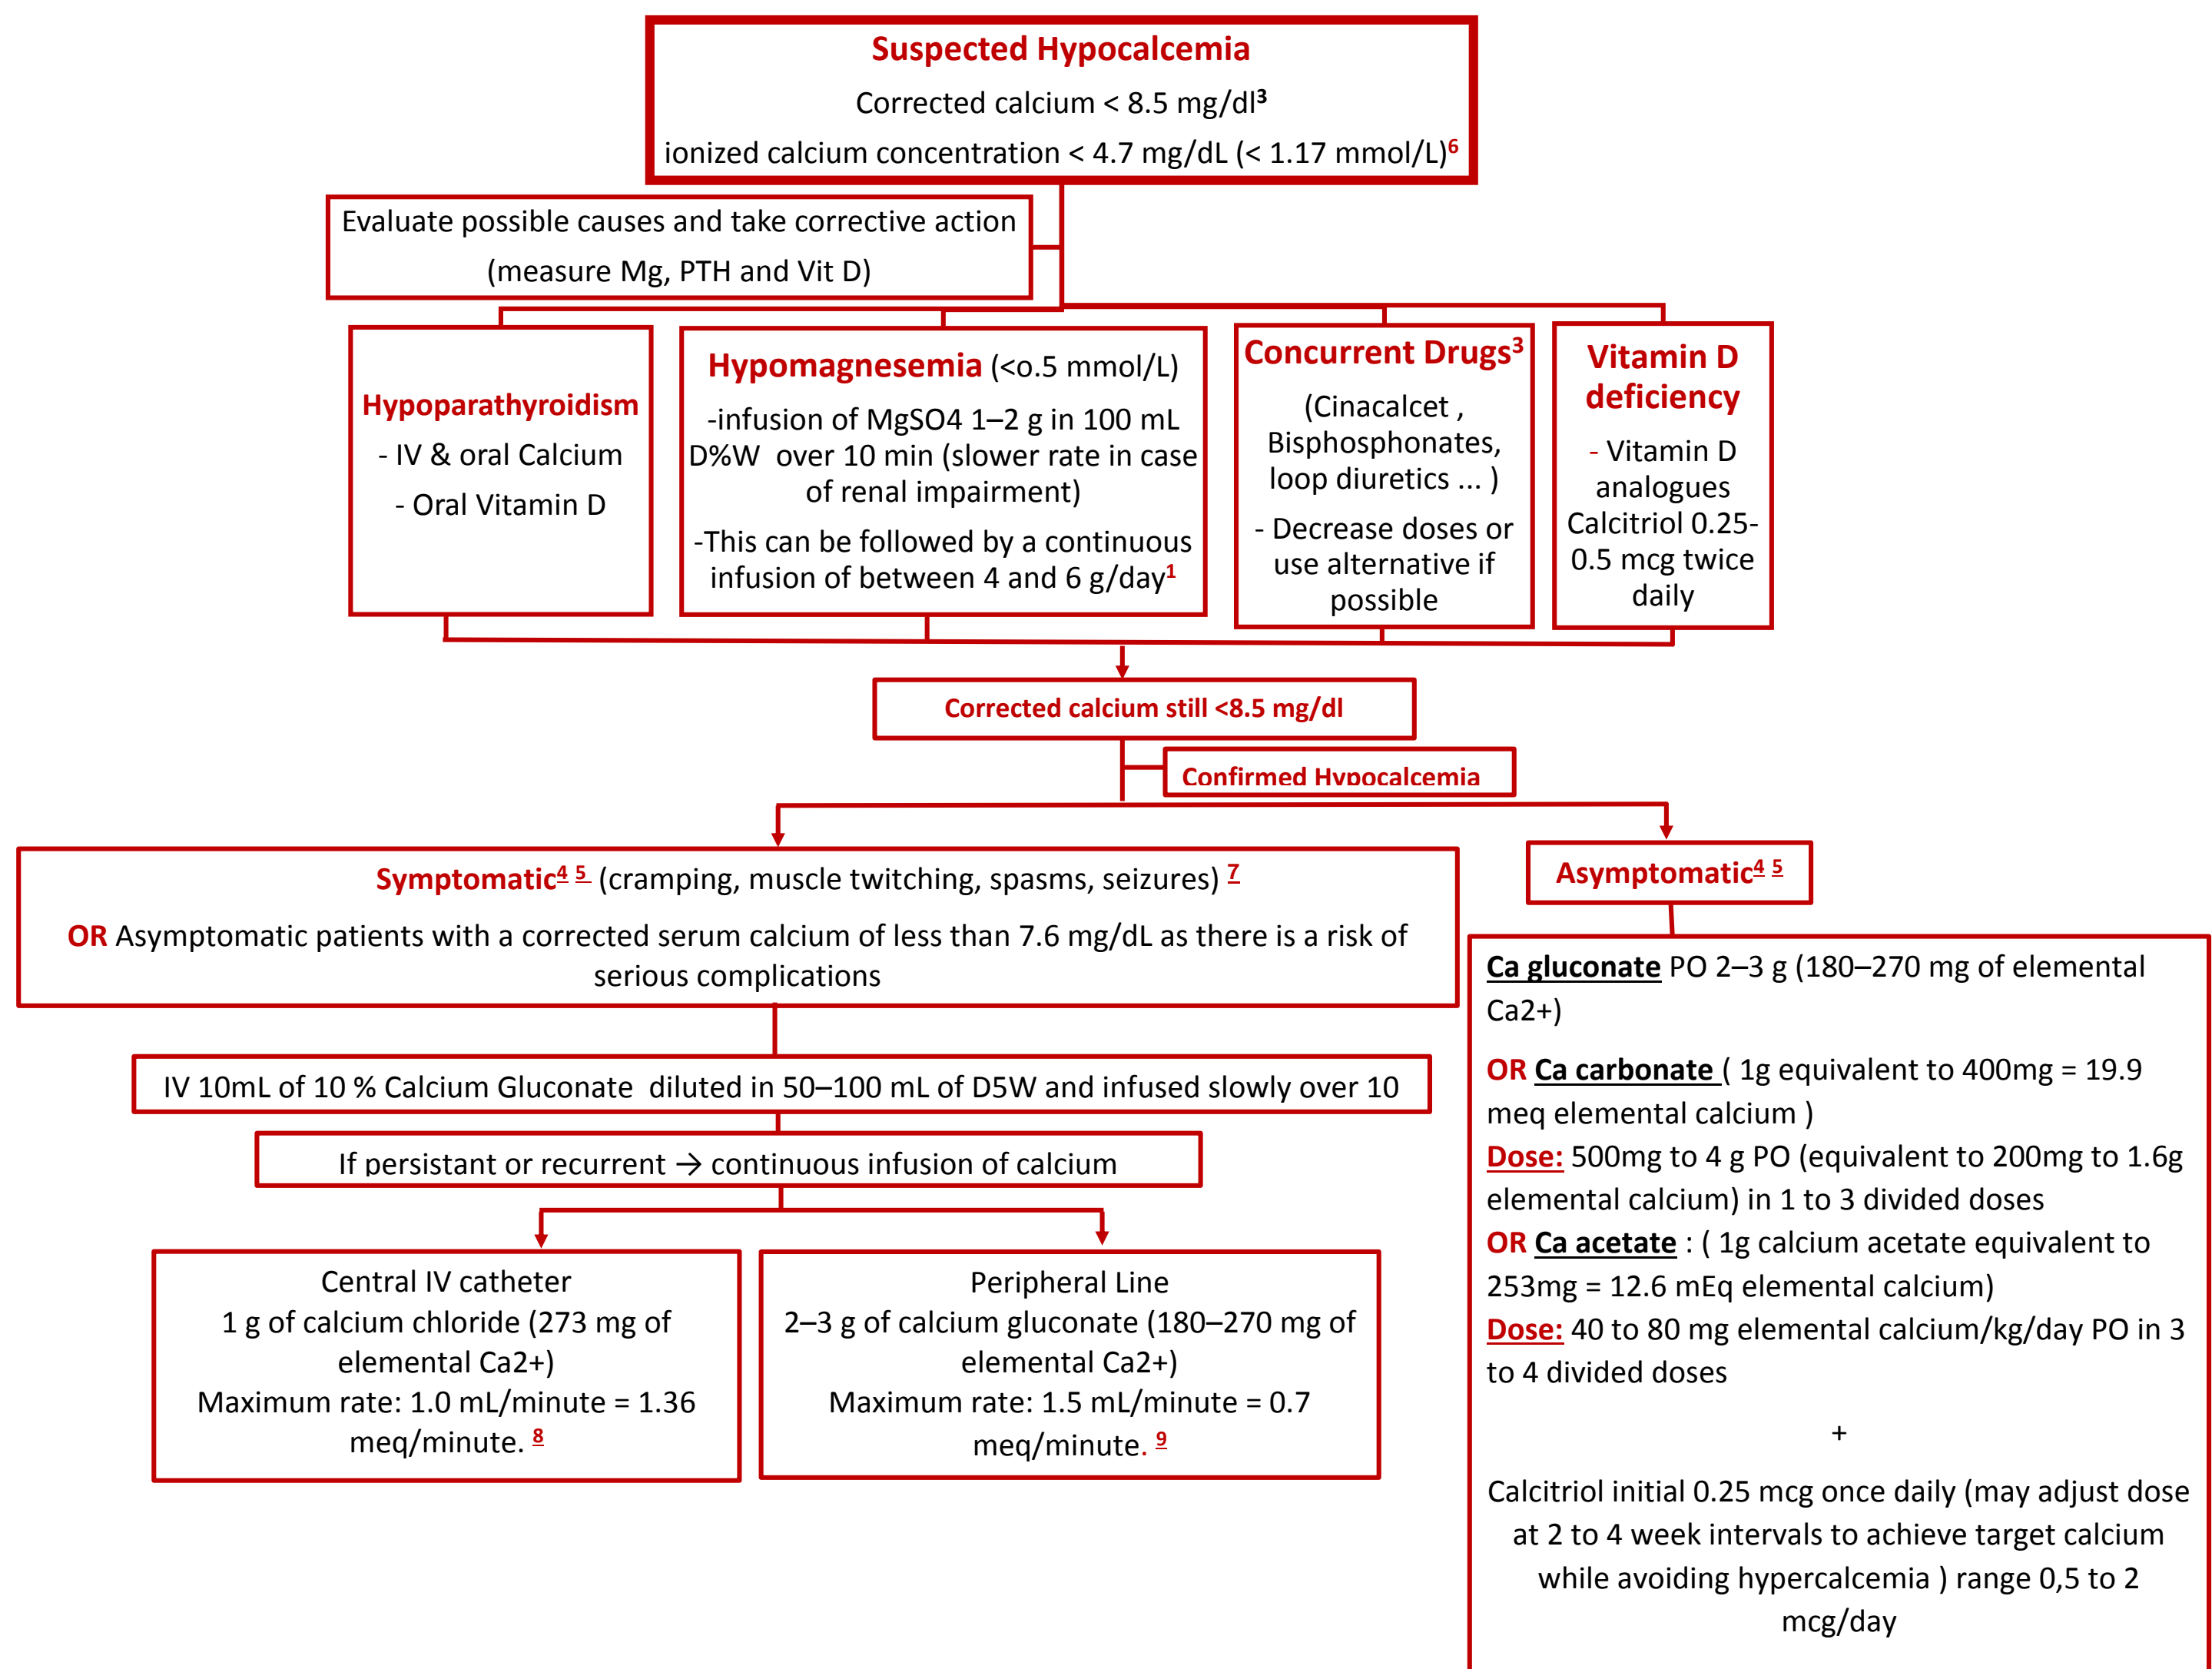 Suspected Hypocalcemia
Corrected calcium < 8.5 mg/dl³
ionized calcium concentration < 4.7 mg/dL (< 1.17 mmol/L)⁶
Evaluate possible causes and take corrective action
(measure Mg, PTH and Vit D)
Hypoparathyroidism
- IV & oral Calcium
- Oral Vitamin D
Hypomagnesemia (<o.5 mmol/L)
-infusion of MgSO4 1–2 g in 100 mL
D%W over 10 min (slower rate in case
of renal impairment)
-This can be followed by a continuous
infusion of between 4 and 6 g/day¹
Concurrent Drugs³
(Cinacalcet ,
Bisphosphonates,
loop diuretics ... )
- Decrease doses or
use alternative if
possible
Vitamin D
deficiency
- Vitamin D
analogues
Calcitriol 0.25-
0.5 mcg twice
daily
Corrected calcium still <8.5 mg/dl
Confirmed Hypocalcemia
Symptomatic⁴ ⁵ (cramping, muscle twitching, spasms, seizures) ⁷
OR Asymptomatic patients with a corrected serum calcium of less than 7.6 mg/dL as there is a risk of
serious complications
IV 10mL of 10 % Calcium Gluconate diluted in 50–100 mL of D5W and infused slowly over 10
If persistant or recurrent → continuous infusion of calcium
Central IV catheter
1 g of calcium chloride (273 mg of
elemental Ca2+)
Maximum rate: 1.0 mL/minute = 1.36
meq/minute. ⁸
Peripheral Line
2–3 g of calcium gluconate (180–270 mg of
elemental Ca2+)
Maximum rate: 1.5 mL/minute = 0.7
meq/minute. ⁹
Asymptomatic⁴ ⁵
Ca gluconate PO 2–3 g (180–270 mg of elemental
Ca2+)
OR Ca carbonate ( 1g equivalent to 400mg = 19.9
meq elemental calcium )
Dose: 500mg to 4 g PO (equivalent to 200mg to 1.6g
elemental calcium) in 1 to 3 divided doses
OR Ca acetate : ( 1g calcium acetate equivalent to
253mg = 12.6 mEq elemental calcium)
Dose: 40 to 80 mg elemental calcium/kg/day PO in 3
to 4 divided doses
+
Calcitriol initial 0.25 mcg once daily (may adjust dose
at 2 to 4 week intervals to achieve target calcium
while avoiding hypercalcemia ) range 0,5 to 2
mcg/day